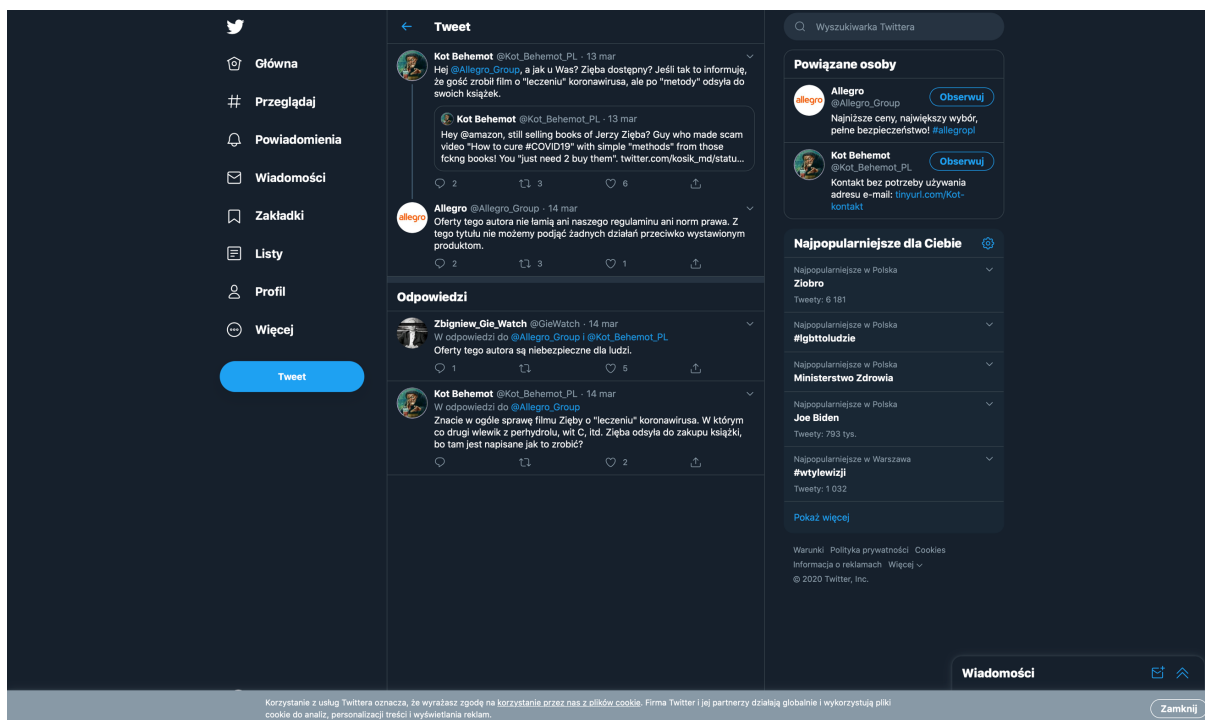 Główna
Przeglądaj
Powiadomienia
Wiadomości
Zakładki
Listy
Profil
Więcej
Tweet
Tweet
Kot Behemot @Kot_Behemot_PL · 13 mar
Hej @Allegro_Group, a jak u Was? Zięba dostępny? Jeśli tak to informuję,
że gość zrobił film o "leczeniu" koronawirusa, ale po "metody" odsyła do
swoich książek.
Kot Behemot @Kot_Behemot_PL · 13 mar
Hey @amazon, still selling books of Jerzy Zięba? Guy who made scam
video "How to cure #COVID19" with simple "methods" from those
fckng books! You "just need 2 buy them". twitter.com/kosik_md/statu...
2 3 6
Allegro @Allegro_Group · 14 mar
Oferty tego autora nie łamią ani naszego regulaminu ani norm prawa. Z
tego tytułu nie możemy podjąć żadnych działań przeciwko wystawionym
produktom.
2 3 1
Odpowiedzi
Zbigniew_Gie_Watch @GieWatch · 14 mar
W odpowiedzi do @Allegro_Group i @Kot_Behemot_PL
Oferty tego autora są niebezpieczne dla ludzi.
1 5
Kot Behemot @Kot_Behemot_PL · 14 mar
W odpowiedzi do @Allegro_Group
Znacie w ogóle sprawę filmu Zięby o "leczeniu" koronawirusa. W którym
co drugi wlewik z perhydrolu, wit C, itd. Zięba odsyła do zakupu książki,
bo tam jest napisane jak to zrobić?
2
Wyszukiwarka Twittera
Powiązane osoby
allegro
Allegro
@Allegro_Group
Obserwuj
Najniższe ceny, największy wybór,
pełne bezpieczeństwo! #allegropl
Kot Behemot
@Kot_Behemot_PL
Obserwuj
Kontakt bez potrzeby używania
adresu e-mail: tinyurl.com/Kot-
kontakt
Najpopularniejsze dla Ciebie
Najpopularniejsze w Polska
Ziobro
Tweety: 6 181
Najpopularniejsze w Polska
#lgbttoludzie
Najpopularniejsze w Polska
Ministerstwo Zdrowia
Najpopularniejsze w Polska
Joe Biden
Tweety: 793 tys.
Najpopularniejsze w Warszawa
#wtylewizji
Tweety: 1 032
Pokaż więcej
Warunki Polityka prywatności Cookies
Informacja o reklamach Więcej
© 2020 Twitter, Inc.
Wiadomości
Korzystanie z usług Twittera oznacza, że wyrażasz zgodę na korzystanie przez nas z plików cookie. Firma Twitter i jej partnerzy działają globalnie i wykorzystują pliki
cookie do analiz, personalizacji treści i wyświetlania reklam.
Zamknij